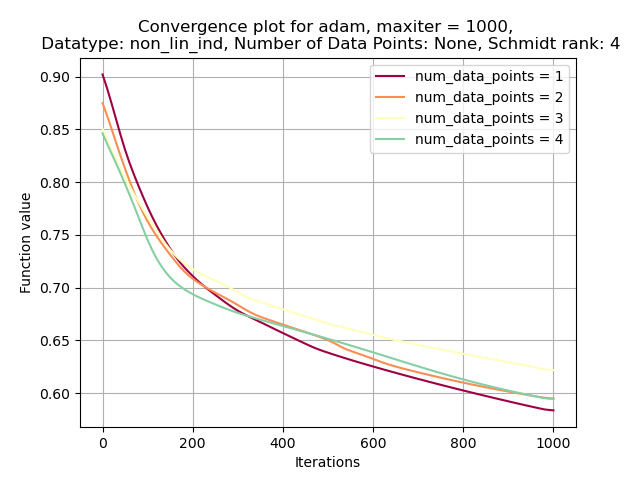 Convergence plot for adam, maxiter = 1000,
Datatype: non_lin_ind, Number of Data Points: None, Schmidt rank: 4
num_data_points = 1
num_data_points = 2
num_data_points = 3
num_data_points = 4
Function value
0.90
0.85
0.80
0.75
0.70
0.65
0.60
0
200
400
600
800
1000
Iterations